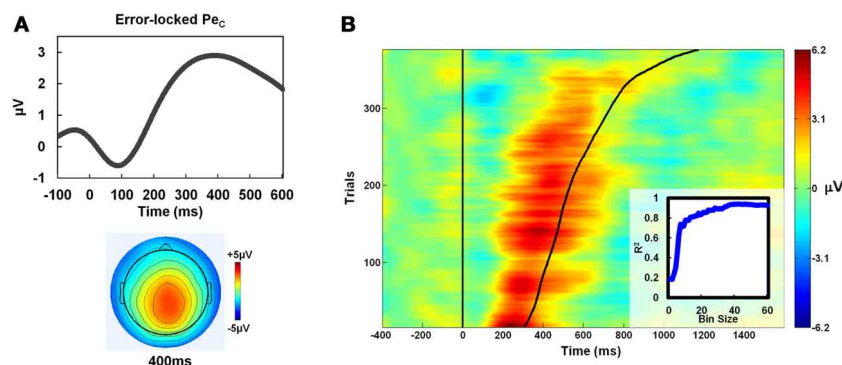 A
Error-locked PeC
3
2
1
0
-1
µV
-100 0 100 200 300 400 500 600
Time (ms)
+5µV
-5µV
400ms
B
Trials
300
200
100
-400 -200 0 200 400 600 800 1000 1200 1400
Time (ms)
R2
1
0.8
0.6
0.4
0.2
0
0 20 40 60
Bin Size
6.2
3.1
0
-3.1
-6.2
µV